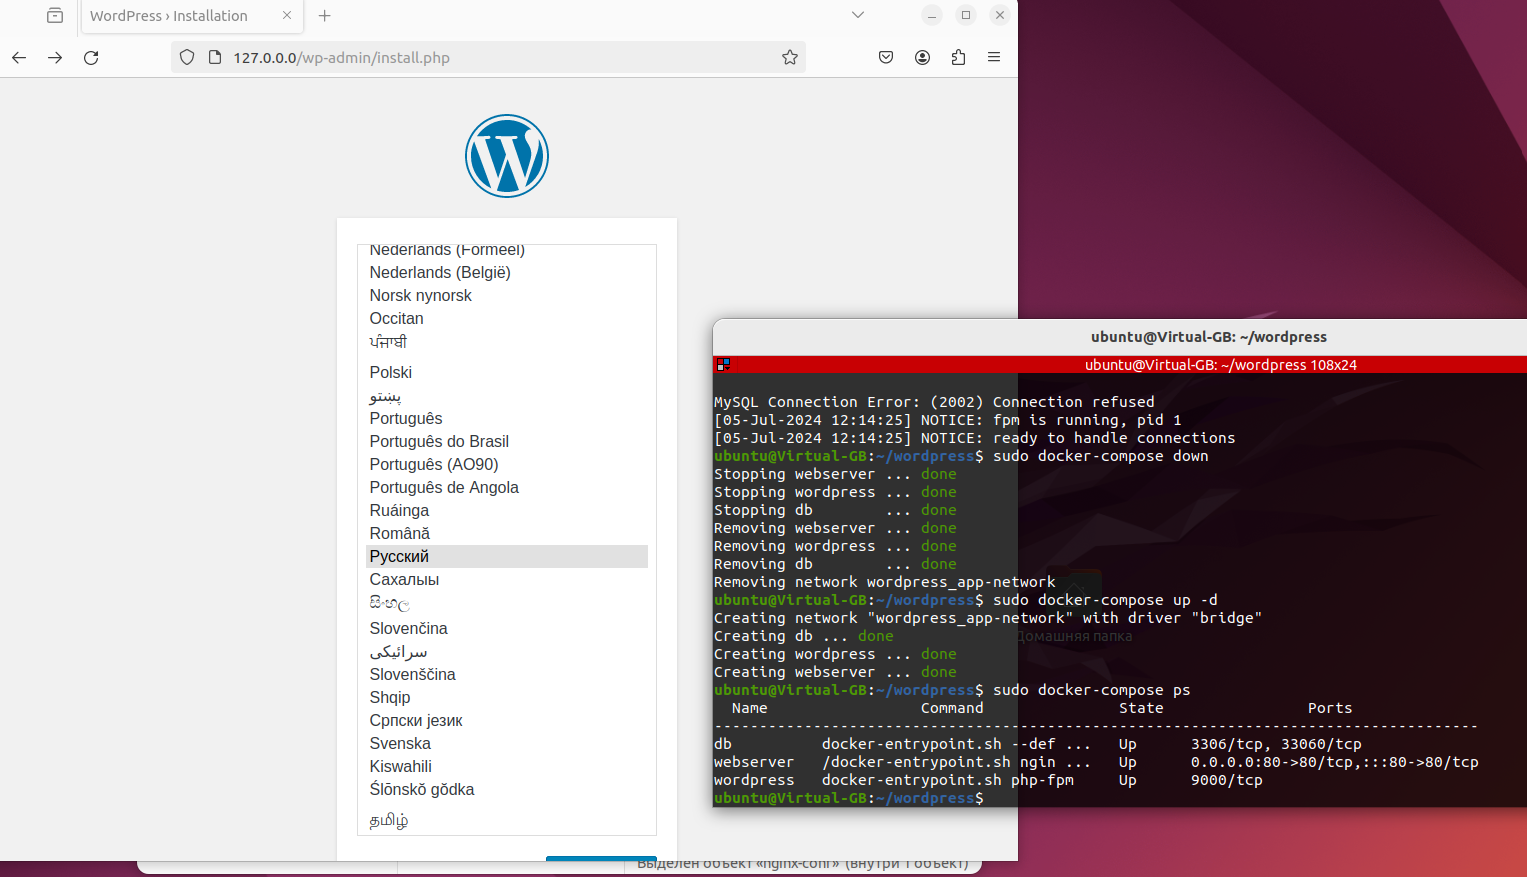 WordPress › Installation
127.0.0.0/wp-admin/install.php
Nederlands (Formeel)
Nederlands (België)
Norsk nynorsk
Occitan
ਪੰਜਾਬੀ
Polski
پښتو
Português
Português do Brasil
Português (AO90)
Português de Angola
Ruáinga
Română
Русский
Сахалыы
සිංහල
Slovenčina
سرائیکی
Slovenščina
Shqip
Српски језик
Svenska
Kiswahili
Ślōnskŏ gŏdka
தமிழ்
Выделен объект «nginx-conf» (внутри 1 объект)
ubuntu@Virtual-GB: ~/wordpress
ubuntu@Virtual-GB: ~/wordpress 108x24
MySQL Connection Error: (2002) Connection refused
[05-Jul-2024 12:14:25] NOTICE: fpm is running, pid 1
[05-Jul-2024 12:14:25] NOTICE: ready to handle connections
ubuntu@Virtual-GB:~/wordpress$ sudo docker-compose down
Stopping webserver ... done
Stopping wordpress ... done
Stopping db        ... done
Removing webserver ... done
Removing wordpress ... done
Removing db        ... done
Removing network wordpress_app-network
ubuntu@Virtual-GB:~/wordpress$ sudo docker-compose up -d
Creating network "wordpress_app-network" with driver "bridge"
Creating db ... done
Домашняя папка
Creating wordpress ... done
Creating webserver ... done
ubuntu@Virtual-GB:~/wordpress$ sudo docker-compose ps
Name Command State Ports
--------------------------------------------------------------------------------
db docker-entrypoint.sh --def ... Up 3306/tcp, 33060/tcp
webserver /docker-entrypoint.sh ngin ... Up 0.0.0.0:80->80/tcp,:::80->80/tcp
wordpress docker-entrypoint.sh php-fpm Up 9000/tcp
ubuntu@Virtual-GB:~/wordpress$